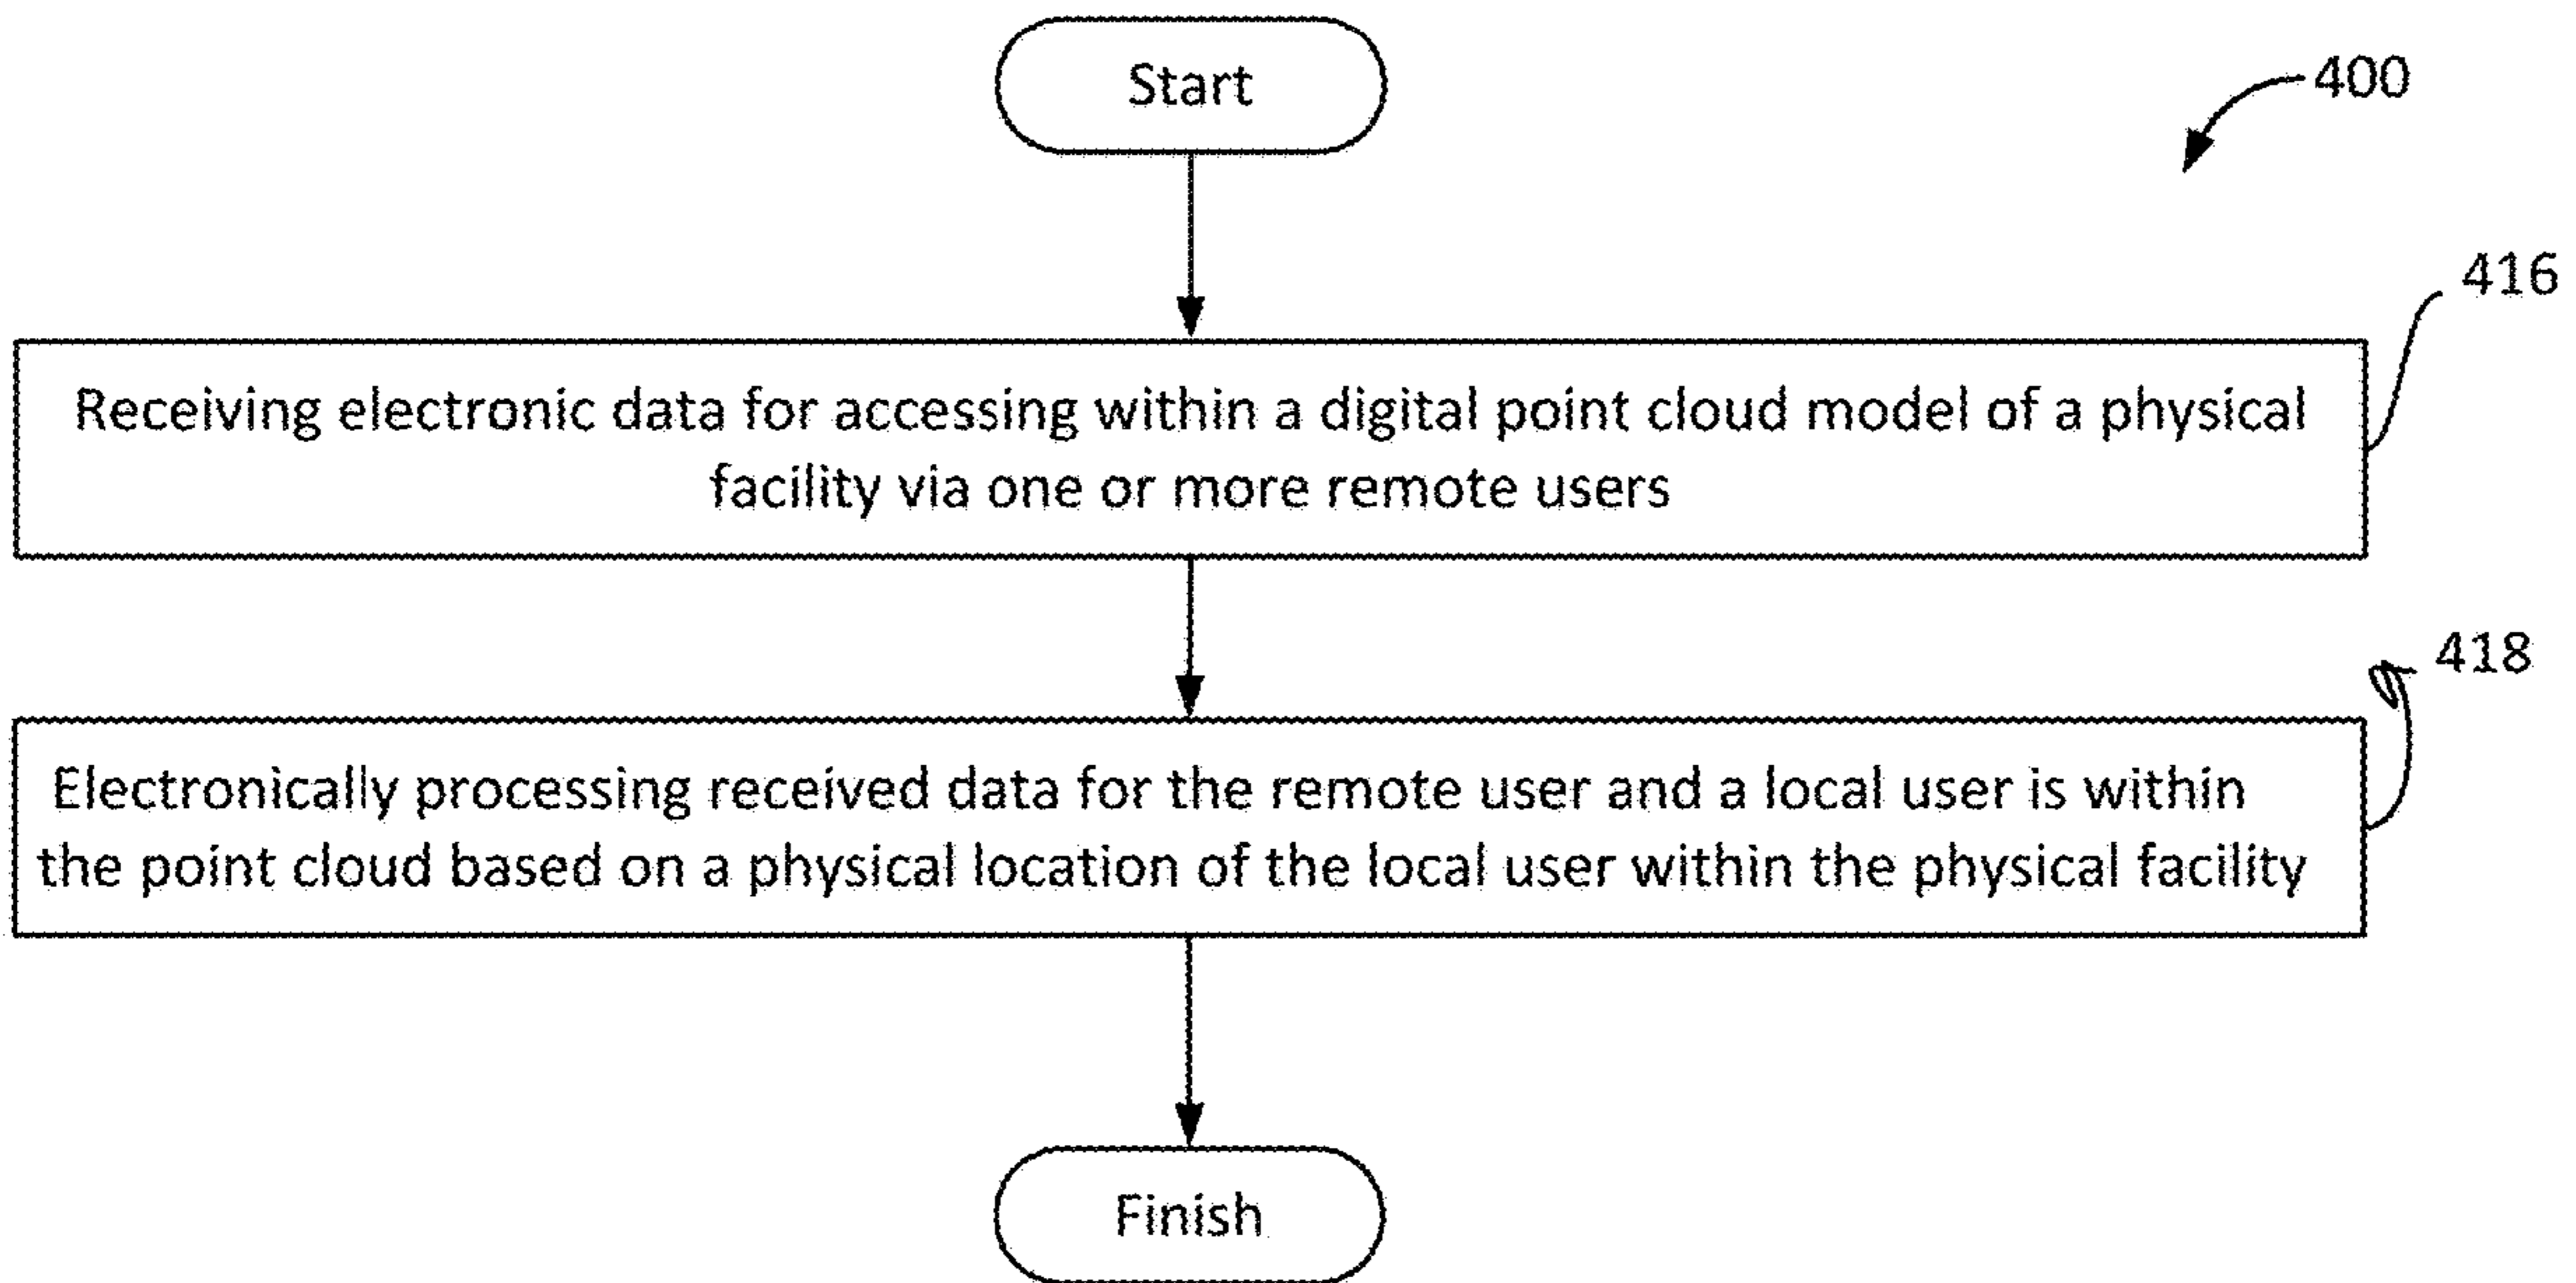 Start
400
416
Receiving electronic data for accessing within a digital point cloud model of a physical
facility via one or more remote users
418
Electronically processing received data for the remote user and a local user is within
the point cloud based on a physical location of the local user within the physical facility
Finish